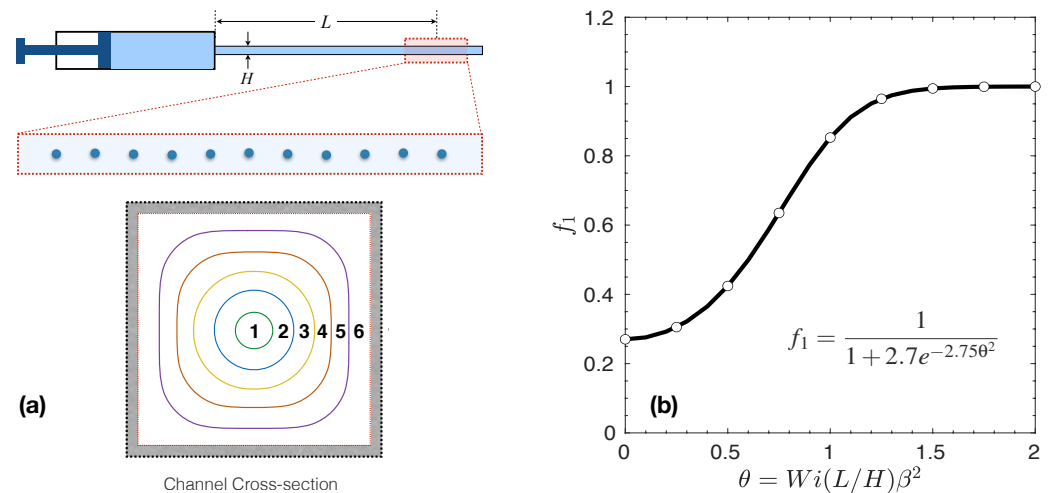 L
H
1 2 3 4 5 6
(a)
Channel Cross-section
1.2
1
0.8
0.6
0.4
0.2
0
f₁
f₁ = 1 / (1 + 2.7e^{-2.75θ²})
(b)
0 0.5 1 1.5 2
θ = Wi(L/H)β²